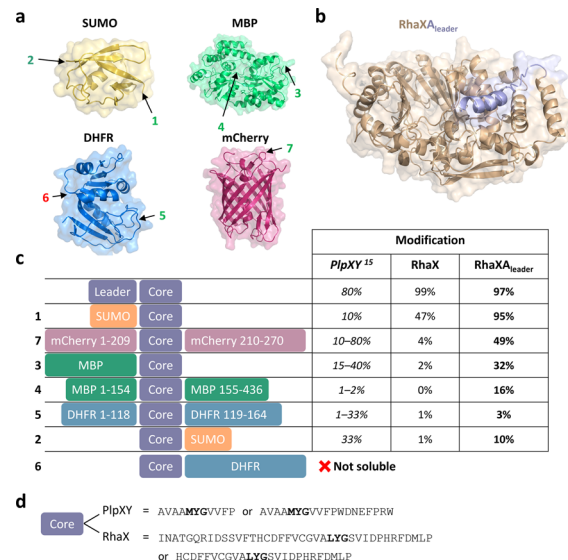 a
SUMO
MBP
2
1
3
4
DHFR
mCherry
6
5
7
b
RhaXA leader
c
Modification
PlpXY 15 RhaX RhaXA leader
Leader Core 80% 99% 97%
1 SUMO Core 10% 47% 95%
7 mCherry 1-209 Core mCherry 210-270 10–80% 4% 49%
3 MBP Core 15–40% 2% 32%
4 MBP 1-154 Core MBP 155-436 1–2% 0% 16%
5 DHFR 1-118 Core DHFR 119-164 1–33% 1% 3%
2 Core SUMO 33% 1% 10%
6 Core DHFR ❌ Not soluble
d
Core
PlpXY = AVAAMYGVVFP or AVAAMYGVVFPWDNEFPRW
RhaX = INATGQRIDSSVFTHCDFFVCGVALYGSVIDPHRFDMLP
or HCDFFVCGVALYGSVIDPHRFDMLP